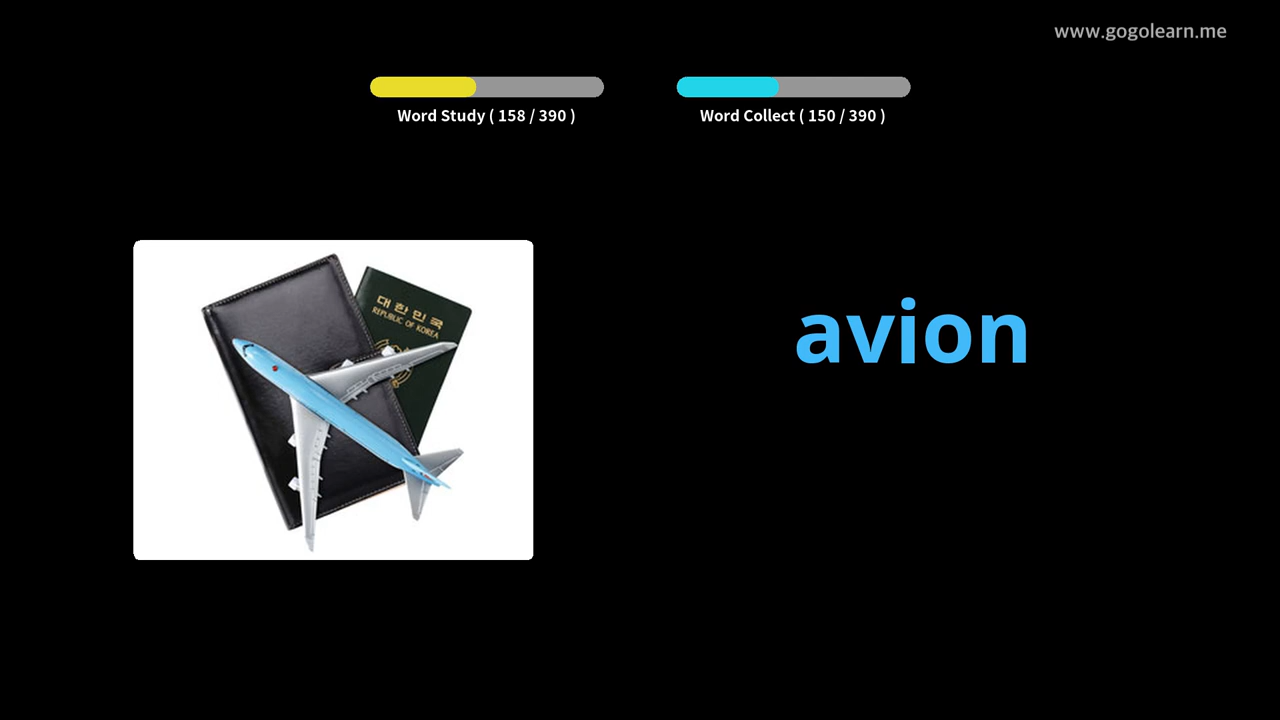 www.gogolearn.me
Word Study ( 158 / 390 )
Word Collect ( 150 / 390 )
대한민국
REPUBLIC OF KOREA
avion